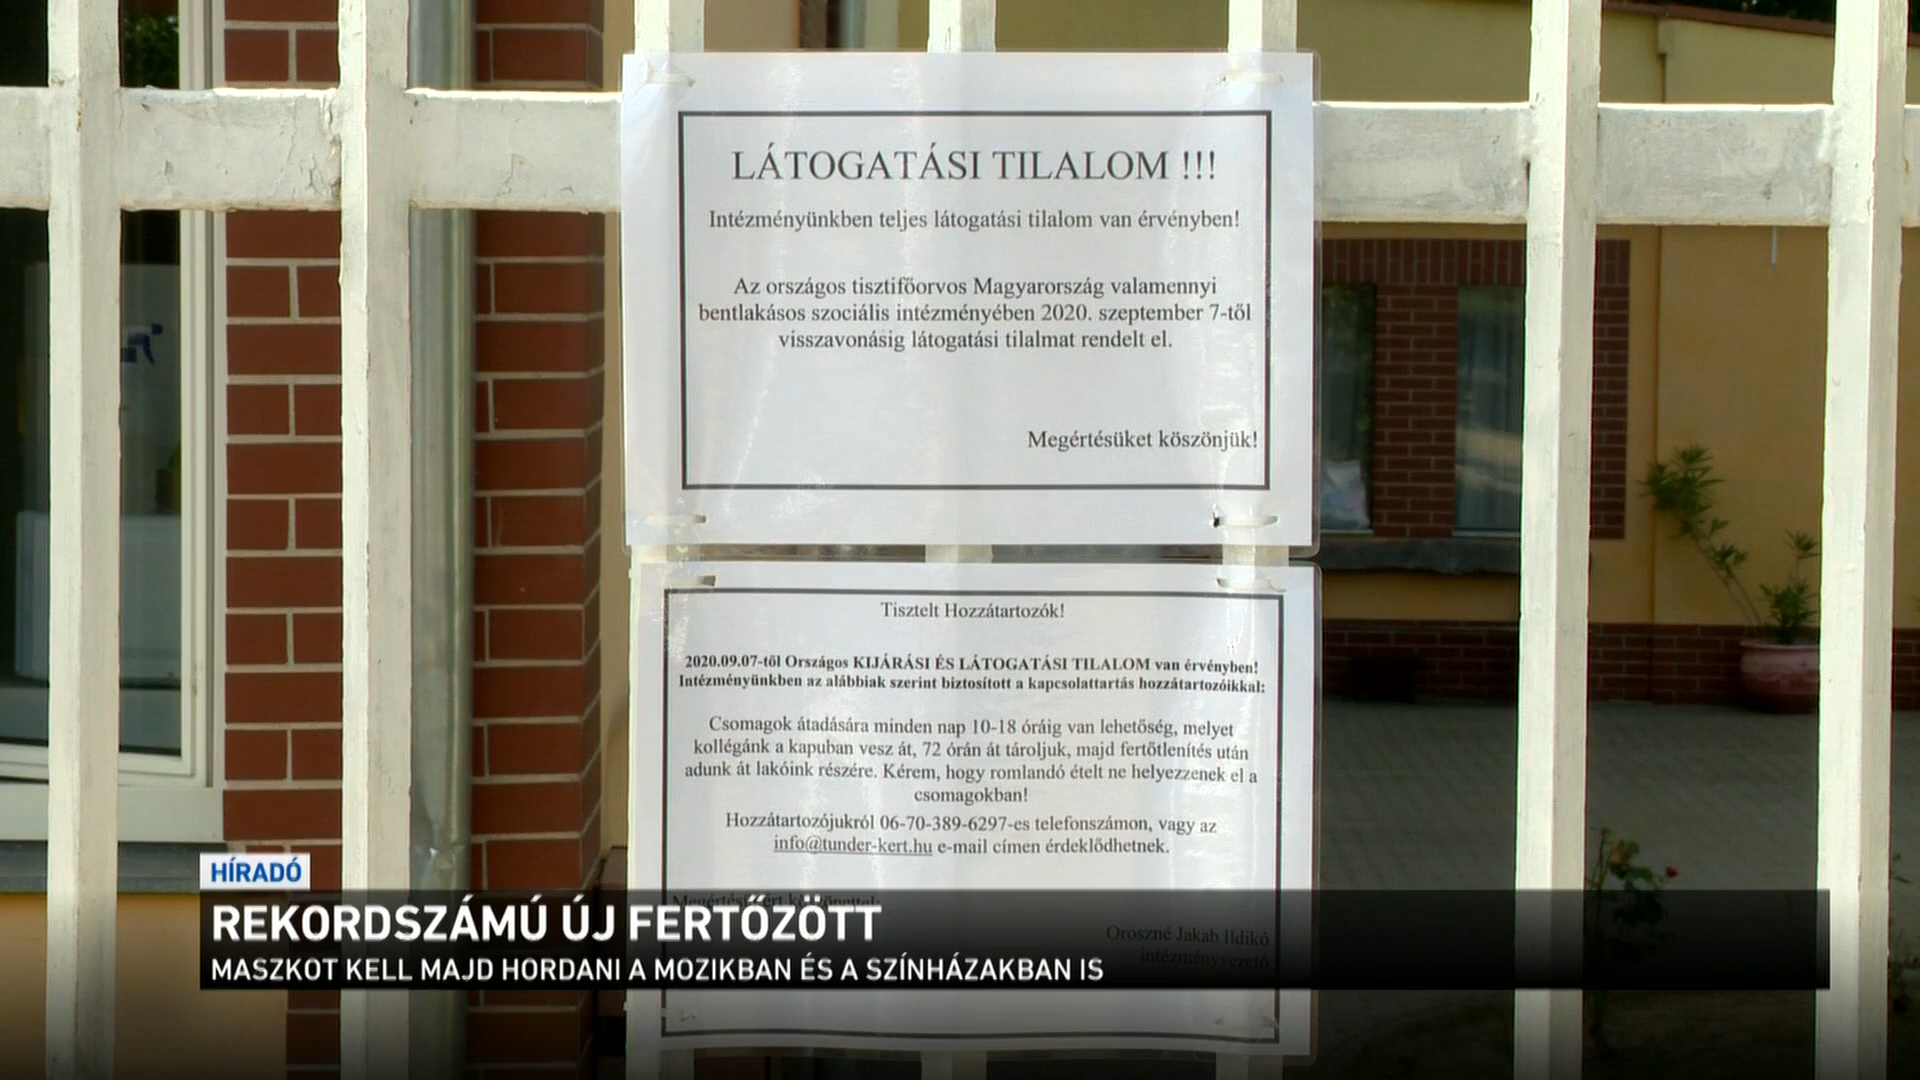 LÁTOGATÁSI TILALOM !!!
Intézményünkben teljes látogatási tilalom van érvényben!
Az országos tisztifőorvos Magyarország valamennyi
bentlakásos szociális intézményében 2020. szeptember 7-től
visszavonásig látogatási tilalmat rendelt el.
Megértésüket köszönjük!
Tisztelt Hozzátartozók!
2020.09.07-től Országos KIJÁRÁSI ÉS LÁTOGATÁSI TILALOM van érvényben!
Intézményünkben az alábbiak szerint biztosított a kapcsolattartás hozzátartozóikkal:
Csomagok átadására minden nap 10-18 óráig van lehetőség, melyet
kollégánk a kapuban vesz át, 72 órán át tároljuk, majd fertőtlenítés után
adunk át lakóink részére. Kérem, hogy romlandó ételt ne helyezzenek el a
csomagokban!
Hozzátartozójukról 06-70-389-6297-es telefonszámon, vagy az
info@tunder-kert.hu e-mail címen érdeklődhetnek.
Oroszné Jakab Ildikó
intézményvezető
HÍRADÓ
REKORDSZÁMÚ ÚJ FERTŐZÖTT
MASZKOT KELL MAJD HORDANI A MOZIKBAN ÉS A SZÍNHÁZAKBAN IS